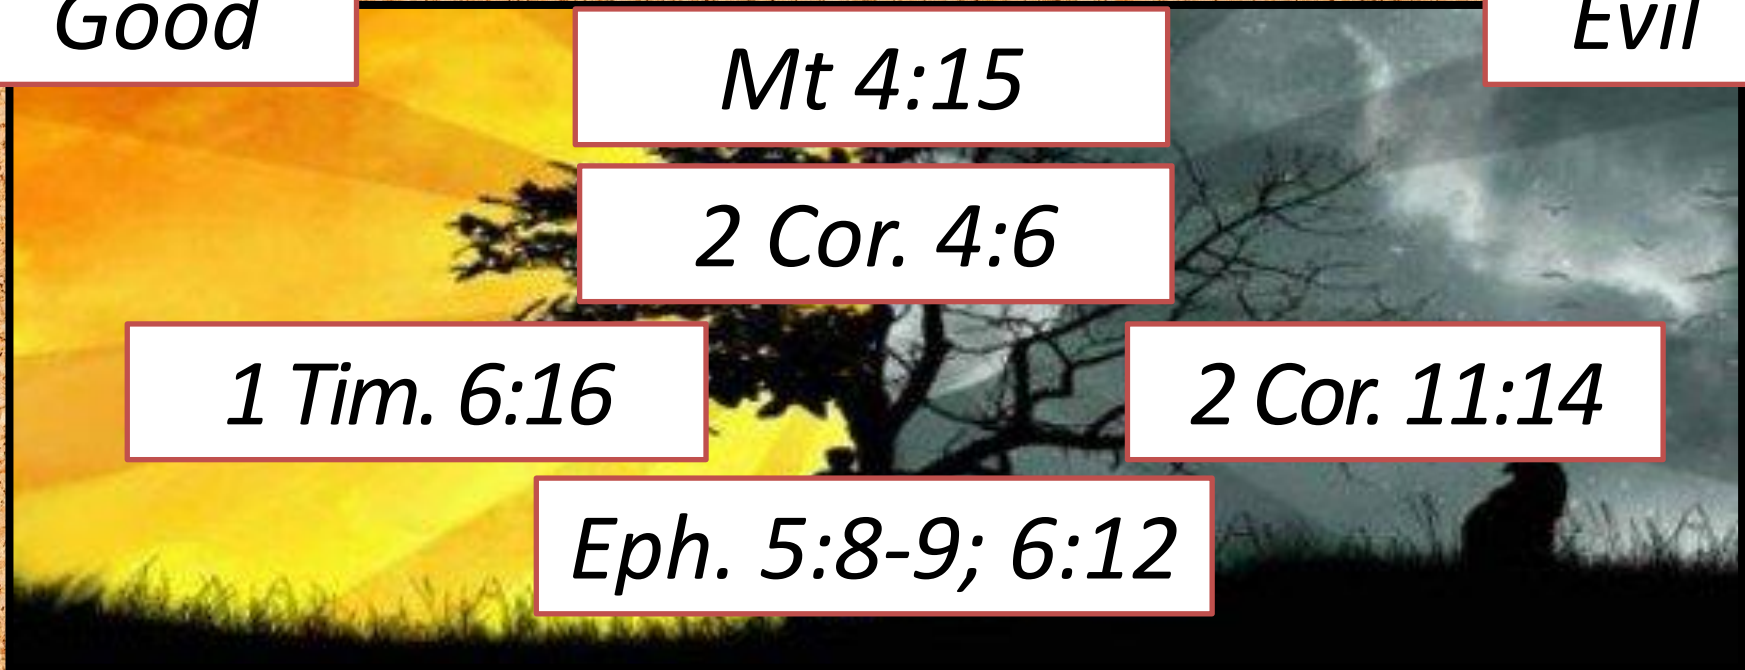 Good
Evil
Mt 4:15
2 Cor. 4:6
1 Tim. 6:16
2 Cor. 11:14
Eph. 5:8-9; 6:12